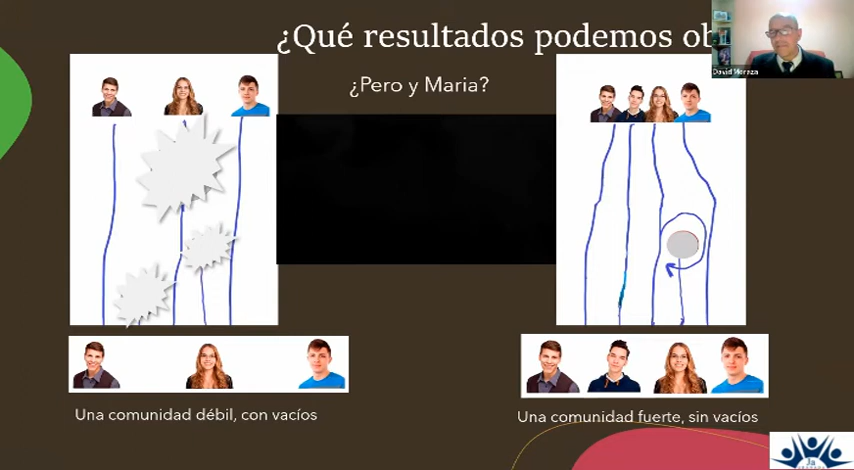 ¿Qué resultados podemos ob
¿Pero y Maria?
David Moraza
Una comunidad débil, con vacíos
Una comunidad fuerte, sin vacíos